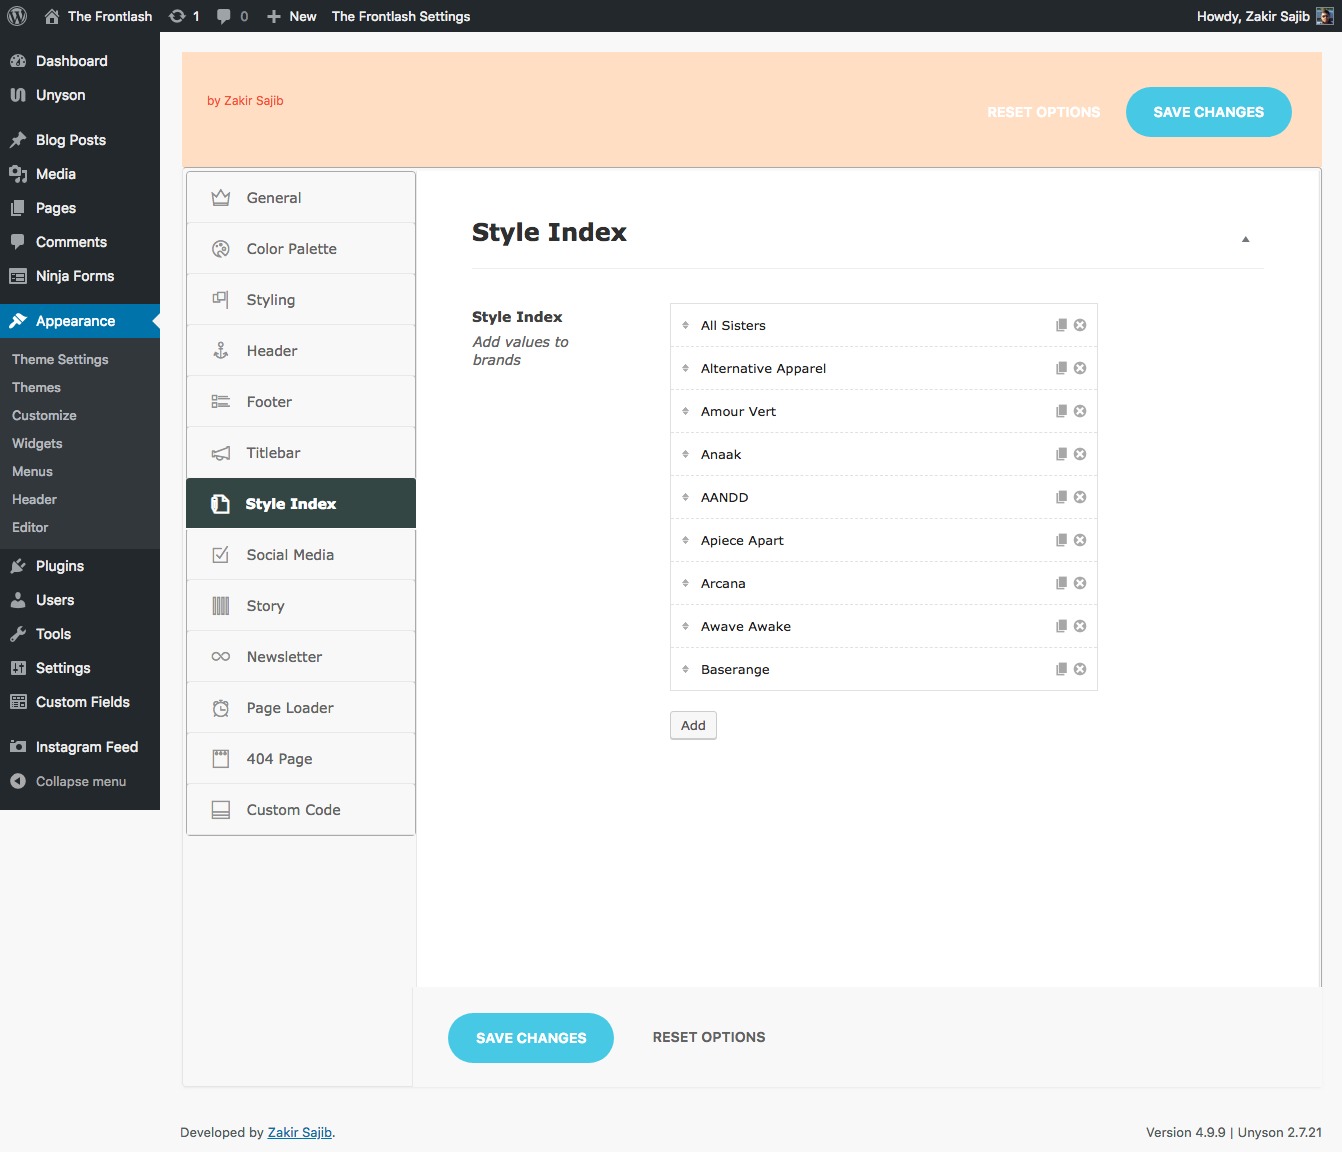 The Frontlash 1 0 New The Frontlash Settings Howdy, Zakir Sajib
Dashboard
Unyson
Blog Posts
Media
Pages
Comments
Ninja Forms
Appearance
Theme Settings
Themes
Customize
Widgets
Menus
Header
Editor
Plugins
Users
Tools
Settings
Custom Fields
Instagram Feed
Collapse menu
by Zakir Sajib
RESET OPTIONS SAVE CHANGES
General
Color Palette
Styling
Header
Footer
Titlebar
Style Index
Social Media
Story
Newsletter
Page Loader
404 Page
Custom Code
Style Index
Style Index
Add values to
brands
All Sisters
Alternative Apparel
Amour Vert
Anaak
AANDD
Apiece Apart
Arcana
Awave Awake
Baserange
Add
SAVE CHANGES RESET OPTIONS
Developed by Zakir Sajib. Version 4.9.9 | Unyson 2.7.21